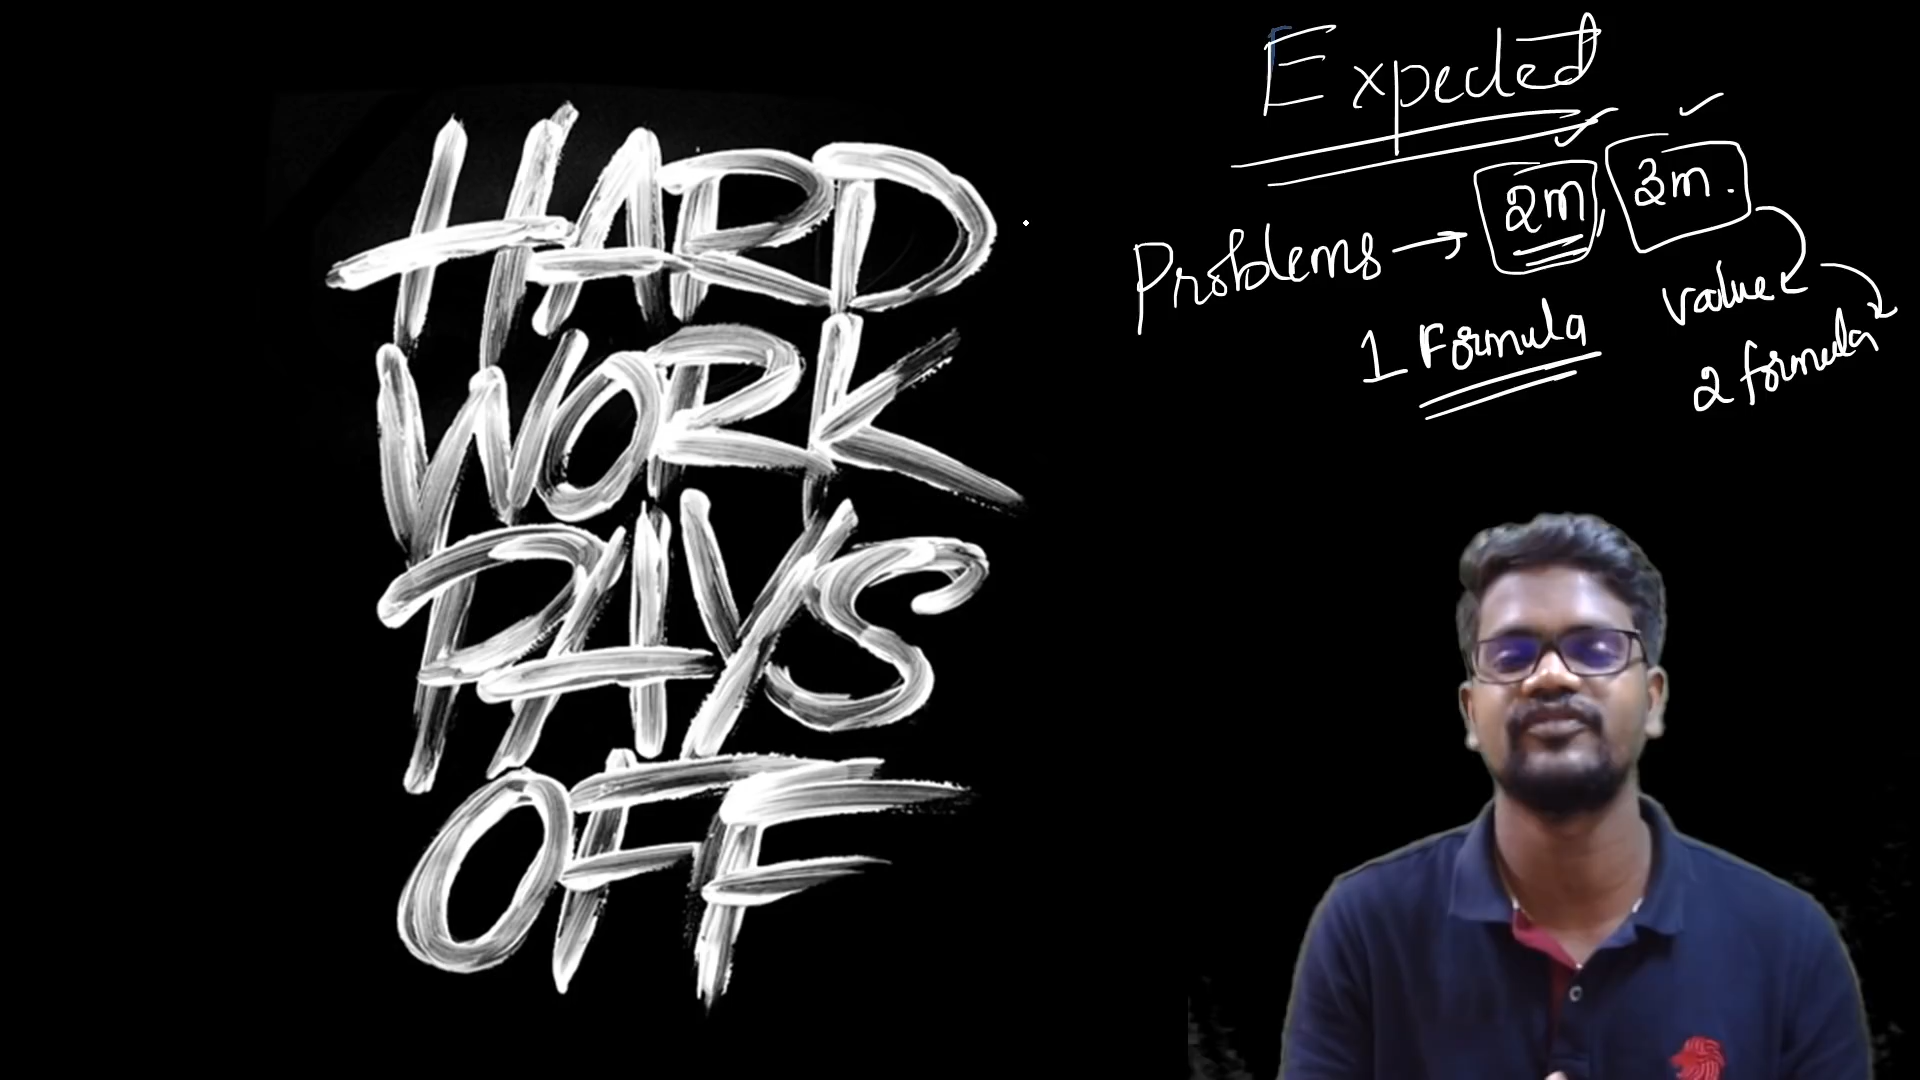 HARD
WORK
PAYS
OFF
Expected
Problems → 2m, 3m.
1 Formula
value
2 formula